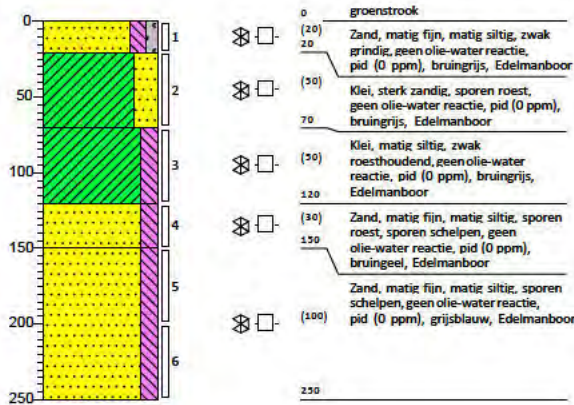 0
50
100
150
200
250
1
2
3
4
5
6
0 groenstrook
(20) Zand, matig fijn, matig siltig, zwak
20 grindig, geen olie-water reactie,
pid (0 ppm), bruingrijs, Edelmanboor
(50) Klei, sterk zandig, sporen roest,
geen olie-water reactie, pid (0 ppm),
70 bruingrijs, Edelmanboor
Klei, matig siltig, zwak
(50) roesthoudend, geen olie-water
reactie, pid (0 ppm), bruingrijs,
120 Edelmanboor
(30) Zand, matig fijn, matig siltig, sporen
roest, sporen schelpen, geen
150 olie-water reactie, pid (0 ppm),
bruingeel, Edelmanboor
Zand, matig fijn, matig siltig, sporen
schelpen, geen olie-water reactie,
(100) pid (0 ppm), grijsblauw, Edelmanboor
250